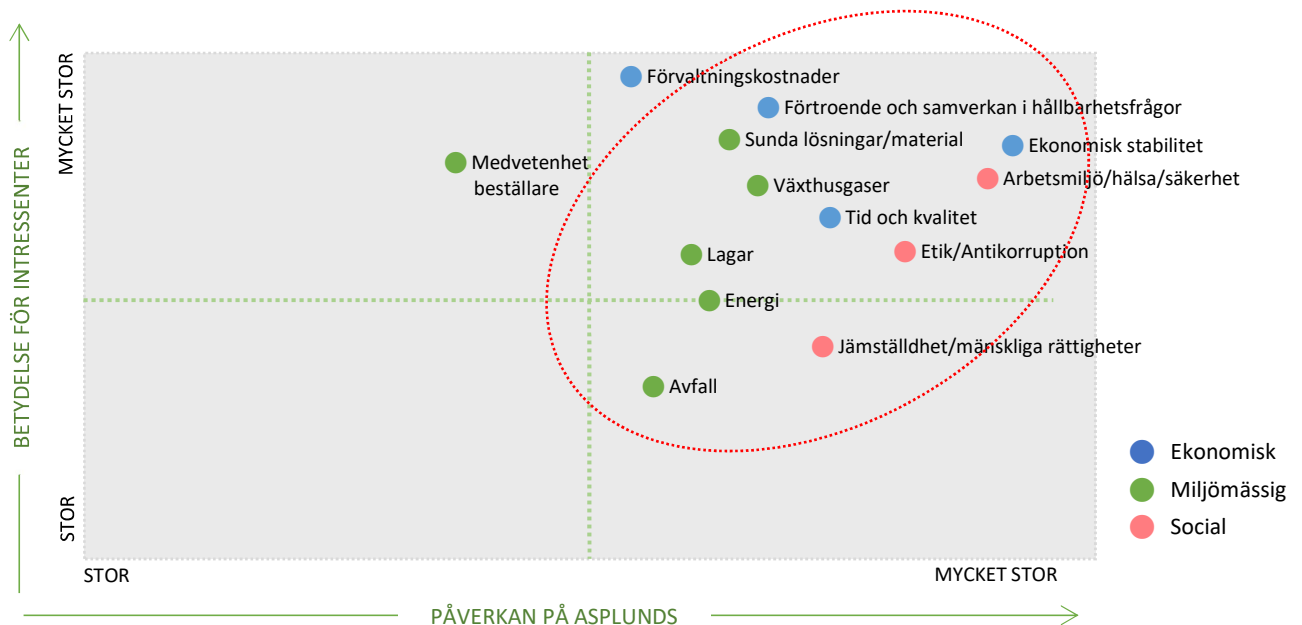 MYCKET STOR
BETYDELSE FÖR INTRESSENTER
STOR
Förvaltningskostnader
Förtroende och samverkan i hållbarhetsfrågor
Sunda lösningar/material
Ekonomisk stabilitet
Medvetenhet
beställare
Arbetsmiljö/hälsa/säkerhet
Växthusgaser
Tid och kvalitet
Lagar
Etik/Antikorruption
Energi
Jämställdhet/mänskliga rättigheter
Avfall
Ekonomisk
Miljömässig
Social
STOR
MYCKET STOR
PÅVERKAN PÅ ASPLUNDS